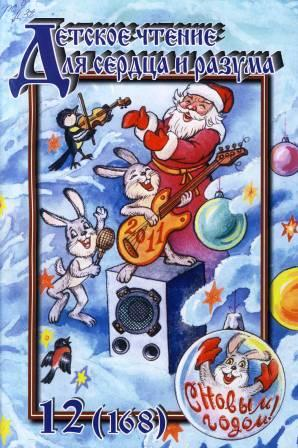 Детское чтение
Для сердца и разума
2011
12 (168)
С Новым
годом!